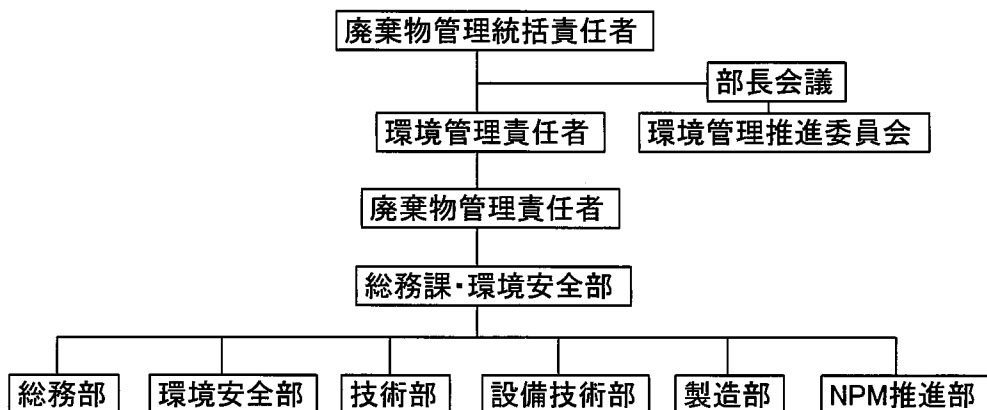 廃棄物管理統括責任者
部長会議
環境管理責任者
環境管理推進委員会
廃棄物管理責任者
総務課・環境安全部
総務部
環境安全部
技術部
設備技術部
製造部
NPM推進部